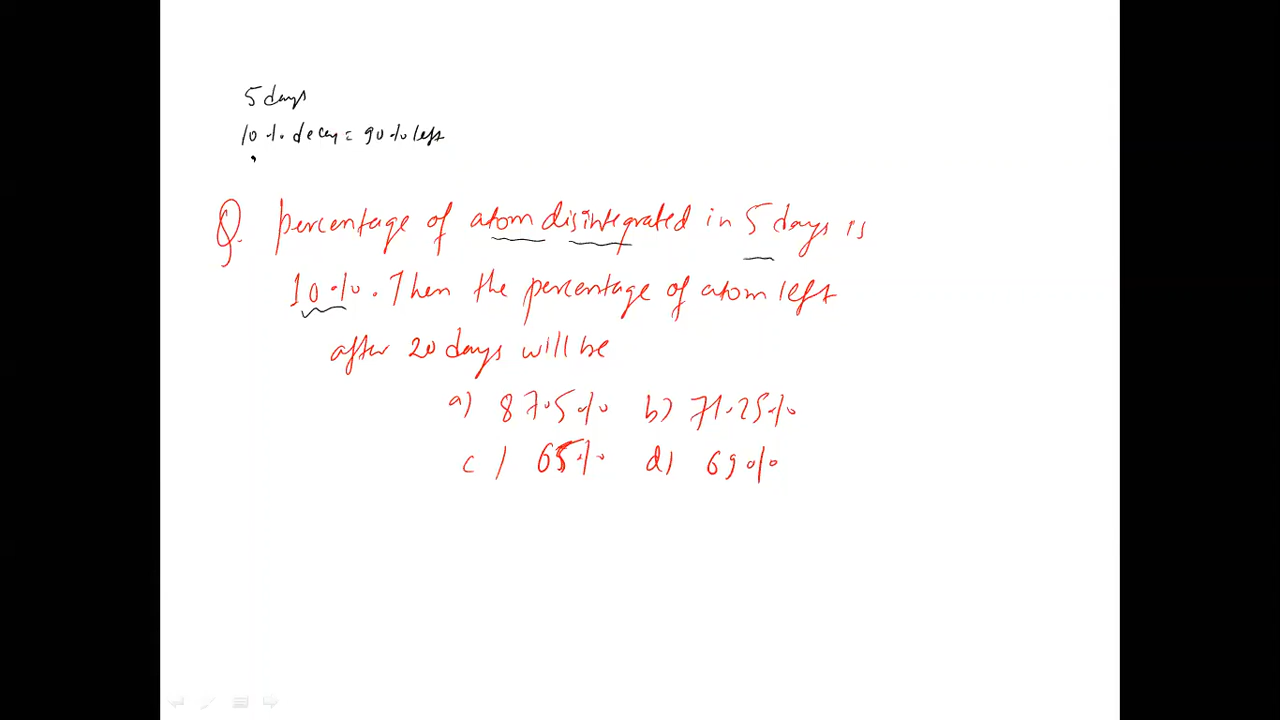 5 days
10 % decay = 90 % left
Q. percentage of atom disintegrated in 5 days is
10 %. Then the percentage of atom left
after 20 days will be
a) 87.5 % b) 71.25 %
c) 65 % d) 69 %